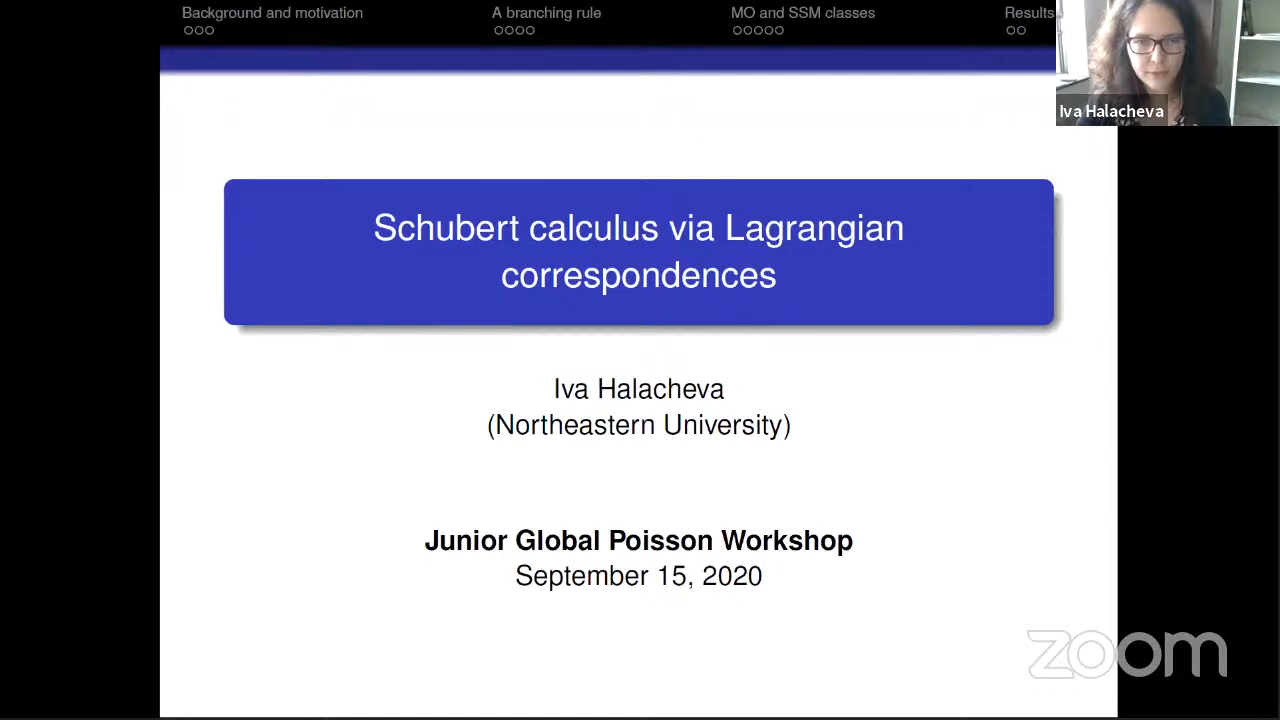 Background and motivation
A branching rule
MO and SSM classes
Results
Iva Halacheva
Schubert calculus via Lagrangian
correspondences
Iva Halacheva
(Northeastern University)
Junior Global Poisson Workshop
September 15, 2020
zoom